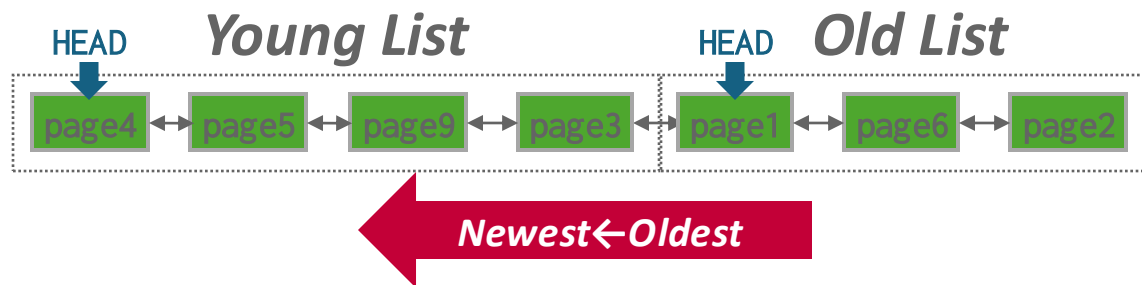 Young List
Old List
HEAD
HEAD
page4
page5
page9
page3
page1
page6
page2
Newest←Oldest